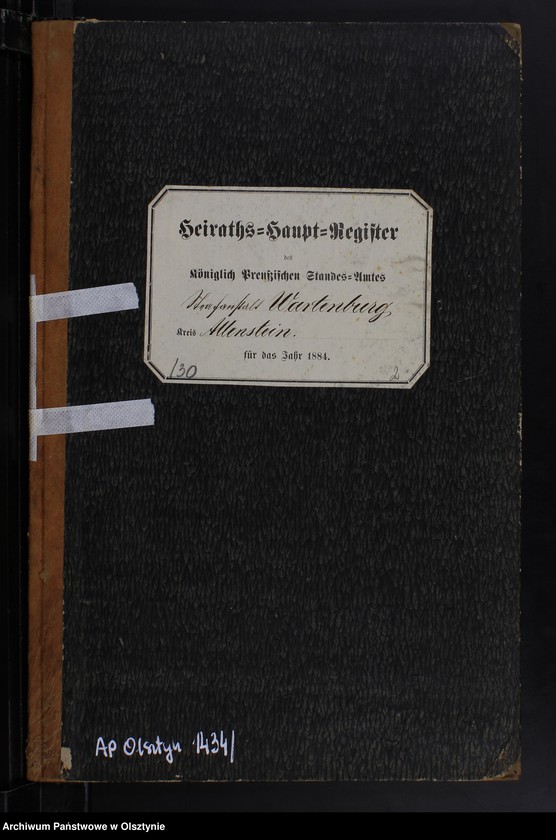 Heiraths=Haupt=Register
des
Königlich Preußischen Standes=Amtes
Strafanstalt Wartenburg
Kreis Allenstein.
für das Jahr 1884.
130
2
AP Olsztyn 1434/
Archiwum Państwowe w Olsztynie